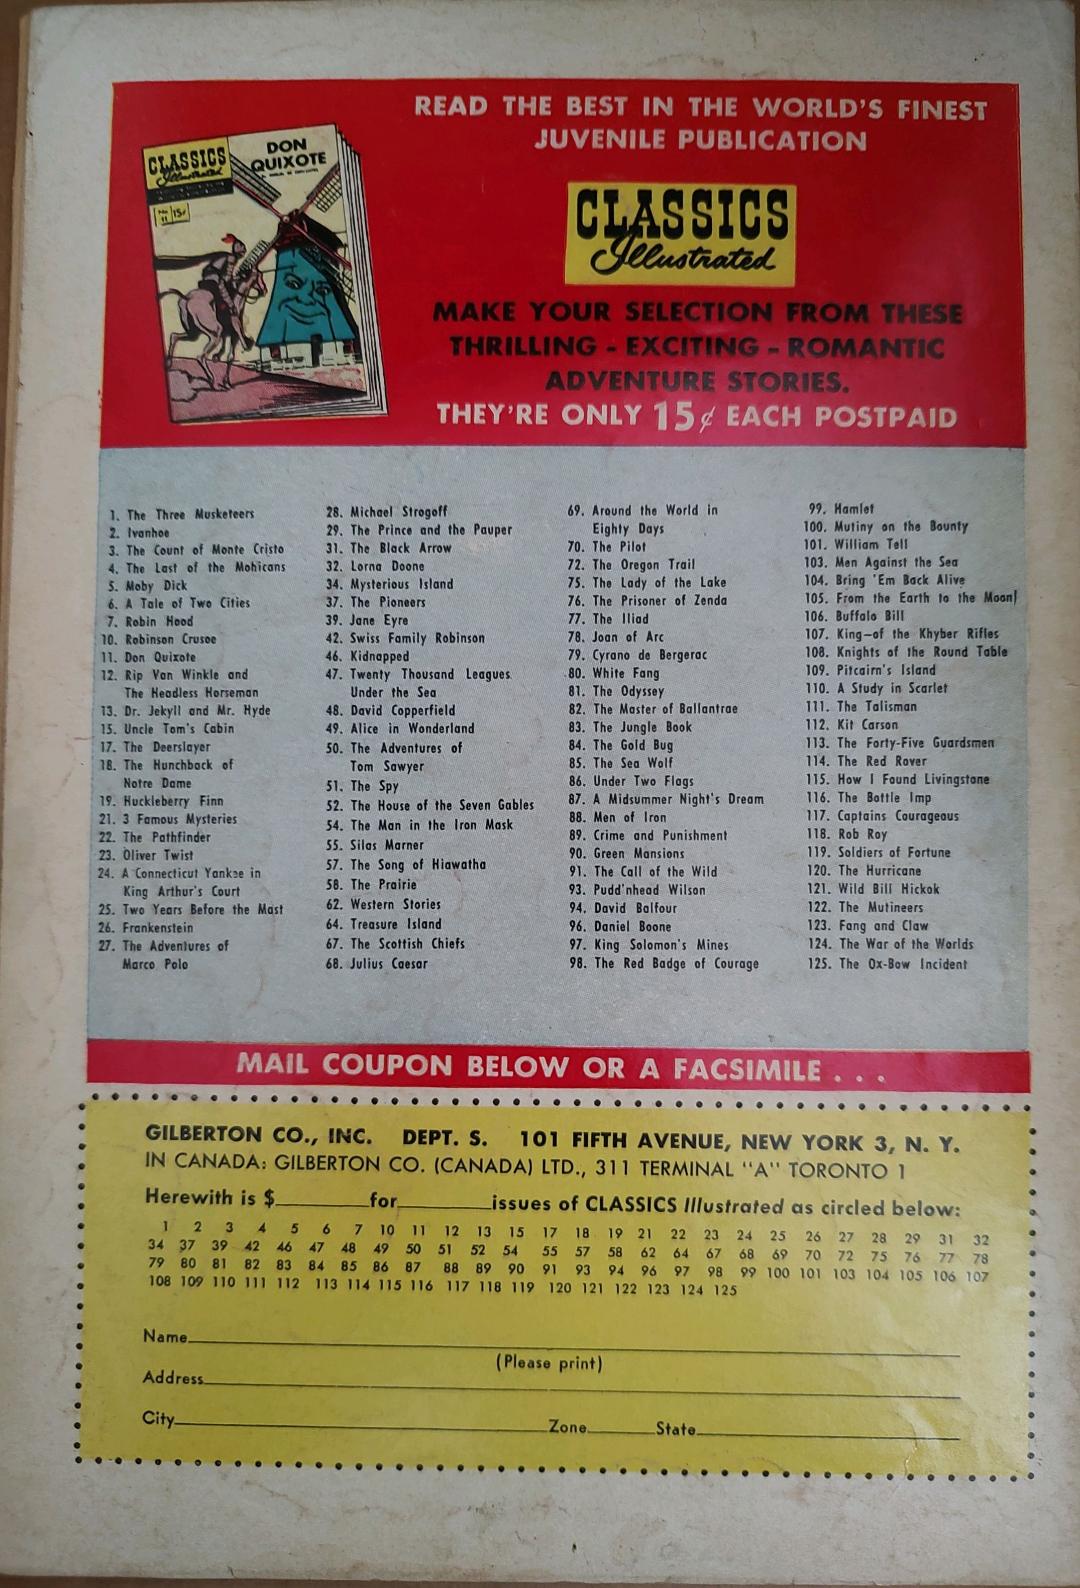 READ THE BEST IN THE WORLD'S FINEST
JUVENILE PUBLICATION
CLASSICS
Illustrated
DON
QUIXOTE
CLASSICS
Illustrated
No.
11
15¢
MAKE YOUR SELECTION FROM THESE
THRILLING - EXCITING - ROMANTIC
ADVENTURE STORIES.
THEY'RE ONLY 15¢ EACH POSTPAID
1. The Three Musketeers
2. Ivanhoe
3. The Count of Monte Cristo
4. The Last of the Mohicans
5. Moby Dick
6. A Tale of Two Cities
7. Robin Hood
10. Robinson Crusoe
11. Don Quixote
12. Rip Van Winkle and
The Headless Horseman
13. Dr. Jekyll and Mr. Hyde
15. Uncle Tom's Cabin
17. The Deerslayer
18. The Hunchback of
Notre Dame
19. Huckleberry Finn
21. 3 Famous Mysteries
22. The Pathfinder
23. Oliver Twist
24. A Connecticut Yankee in
King Arthur's Court
25. Two Years Before the Mast
26. Frankenstein
27. The Adventures of
Marco Polo
28. Michael Strogoff
29. The Prince and the Pauper
31. The Black Arrow
32. Lorna Doone
34. Mysterious Island
37. The Pioneers
39. Jane Eyre
42. Swiss Family Robinson
46. Kidnapped
47. Twenty Thousand Leagues
Under the Sea
48. David Copperfield
49. Alice in Wonderland
50. The Adventures of
Tom Sawyer
51. The Spy
52. The House of the Seven Gables
54. The Man in the Iron Mask
55. Silas Marner
57. The Song of Hiawatha
58. The Prairie
62. Western Stories
64. Treasure Island
67. The Scottish Chiefs
68. Julius Caesar
69. Around the World in
Eighty Days
70. The Pilot
72. The Oregon Trail
75. The Lady of the Lake
76. The Prisoner of Zenda
77. The Iliad
78. Joan of Arc
79. Cyrano de Bergerac
80. White Fang
81. The Odyssey
82. The Master of Ballantrae
83. The Jungle Book
84. The Gold Bug
85. The Sea Wolf
86. Under Two Flags
87. A Midsummer Night's Dream
88. Men of Iron
89. Crime and Punishment
90. Green Mansions
91. The Call of the Wild
93. Pudd'nhead Wilson
94. David Balfour
96. Daniel Boone
97. King Solomon's Mines
98. The Red Badge of Courage
99. Hamlet
100. Mutiny on the Bounty
101. William Tell
103. Men Against the Sea
104. Bring 'Em Back Alive
105. From the Earth to the Moon
106. Buffalo Bill
107. King—of the Khyber Rifles
108. Knights of the Round Table
109. Pitcairn's Island
110. A Study in Scarlet
111. The Talisman
112. Kit Carson
113. The Forty-Five Guardsmen
114. The Red Rover
115. How I Found Livingstone
116. The Bottle Imp
117. Captains Courageous
118. Rob Roy
119. Soldiers of Fortune
120. The Hurricane
121. Wild Bill Hickok
122. The Mutineers
123. Fang and Claw
124. The War of the Worlds
125. The Ox-Bow Incident
MAIL COUPON BELOW OR A FACSIMILE . . .
GILBERTON CO., INC. DEPT. S. 101 FIFTH AVENUE, NEW YORK 3, N. Y.
IN CANADA: GILBERTON CO. (CANADA) LTD., 311 TERMINAL "A" TORONTO 1
Herewith is $ for issues of CLASSICS Illustrated as circled below:
1 2 3 4 5 6 7 10 11 12 13 15 17 18 19 21 22 23 24 25 26 27 28 29 31 32
34 37 39 42 46 47 48 49 50 51 52 54 55 57 58 62 64 67 68 69 70 72 75 76 77 78
79 80 81 82 83 84 85 86 87 88 89 90 91 93 94 96 97 98 99 100 101 103 104 105 106 107
108 109 110 111 112 113 114 115 116 117 118 119 120 121 122 123 124 125
Name
(Please print)
Address
City Zone State